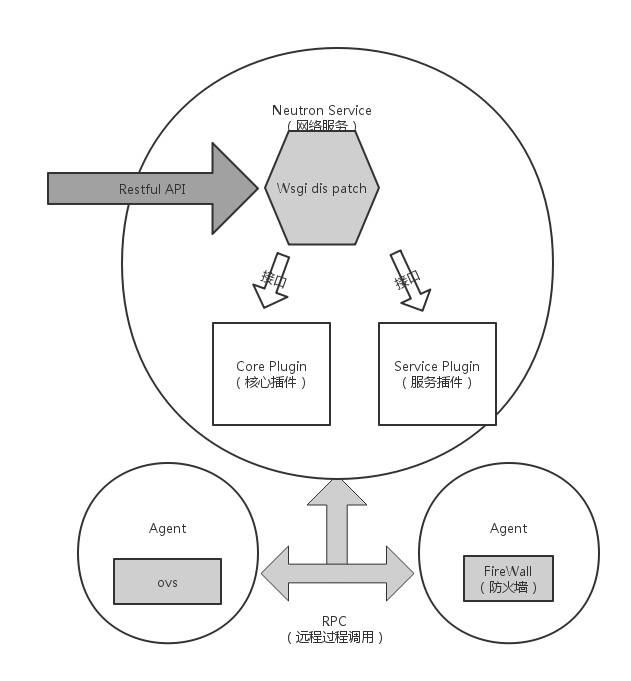 Neutron Service
（网络服务）
Restful API
Wsgi dis patch
接口
接口
Core Plugin
（核心插件）
Service Plugin
（服务插件）
Agent
ovs
Agent
FireWall
（防火墙）
RPC
（远程过程调用）